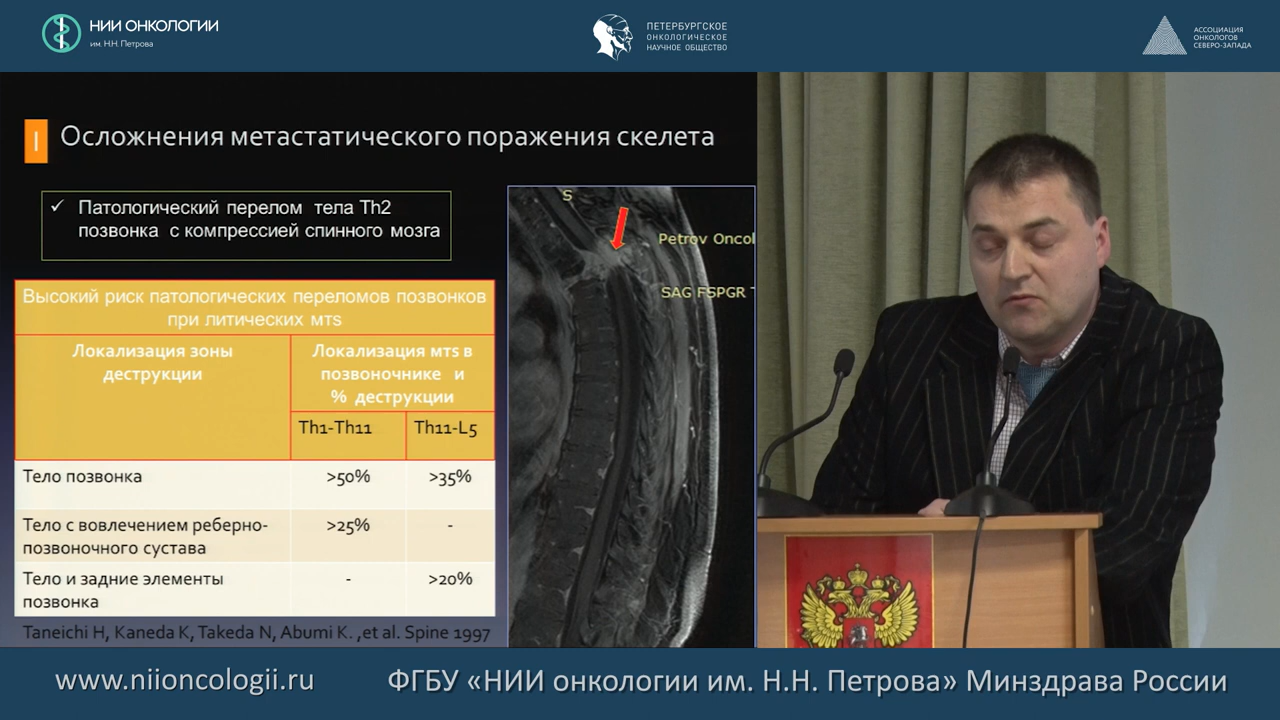 НИИ ОНКОЛОГИИ
им. Н.Н. Петрова
ПЕТЕРБУРГСКОЕ
ОНКОЛОГИЧЕСКОЕ
НАУЧНОЕ ОБЩЕСТВО
АССОЦИАЦИЯ
ОНКОЛОГОВ
СЕВЕРО-ЗАПАДА
I Осложнения метастатического поражения скелета
✓ Патологический перелом тела Th2
позвонка с компрессией спинного мозга
S
Petrov Oncol
SAG FSPGR T
Высокий риск патологических переломов позвонков
при литических мтs
Локализация зоны
деструкции
Локализация мтs в
позвоночнике и
% деструкции
Th1-Th11 Th11-L5
Тело позвонка >50% >35%
Тело с вовлечением реберно-
позвоночного сустава >25% -
Тело и задние элементы
позвонка - >20%
Taneichi H, Kaneda K, Takeda N, Abumi K. ,et al. Spine 1997
www.niioncologii.ru ФГБУ «НИИ онкологии им. Н.Н. Петрова» Минздрава России